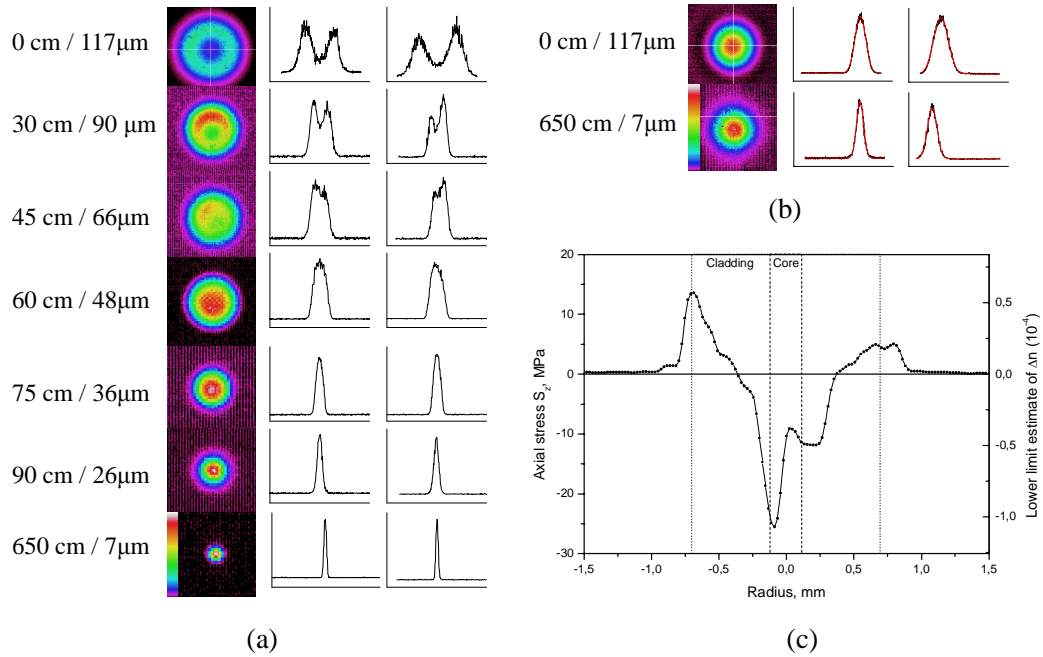 0 cm / 117μm
30 cm / 90 μm
45 cm / 66μm
60 cm / 48μm
75 cm / 36μm
90 cm / 26μm
650 cm / 7μm
(a)
0 cm / 117μm
650 cm / 7μm
(b)
Cladding
Core
20
10
0
-10
-20
-30
Axial stress S_z, MPa
0,5
0,0
-0,5
-1,0
Lower limit estimate of Δn (10⁻⁴)
-1,5
-1,0
-0,5
0,0
0,5
1,0
1,5
Radius, mm
(c)